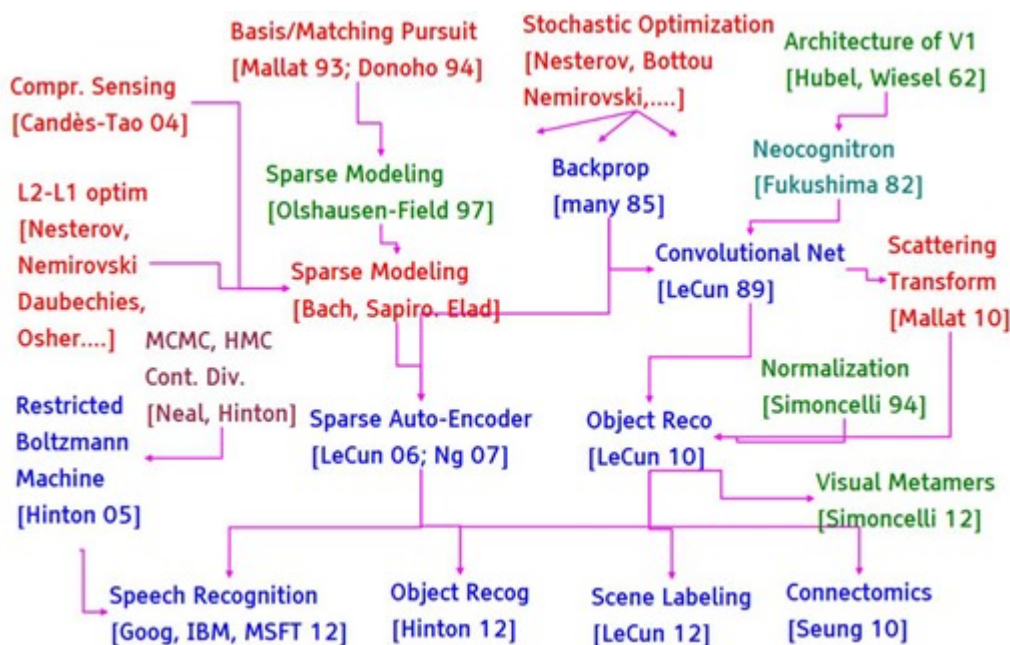 Basis/Matching Pursuit
[Mallat 93; Donoho 94]
Stochastic Optimization
[Nesterov, Bottou
Nemirovski,....]
Architecture of V1
[Hubel, Wiesel 62]
Compr. Sensing
[Candès-Tao 04]
Sparse Modeling
[Olshausen-Field 97]
Backprop
[many 85]
Neocognitron
[Fukushima 82]
L2-L1 optim
[Nesterov,
Nemirovski
Daubechies,
Osher....]
Sparse Modeling
[Bach, Sapiro. Elad]
Convolutional Net
[LeCun 89]
Scattering
Transform
[Mallat 10]
MCMC, HMC
Cont. Div.
[Neal, Hinton]
Normalization
[Simoncelli 94]
Restricted
Boltzmann
Machine
[Hinton 05]
Sparse Auto-Encoder
[LeCun 06; Ng 07]
Object Reco
[LeCun 10]
Visual Metamers
[Simoncelli 12]
Speech Recognition
[Goog, IBM, MSFT 12]
Object Recog
[Hinton 12]
Scene Labeling
[LeCun 12]
Connectomics
[Seung 10]